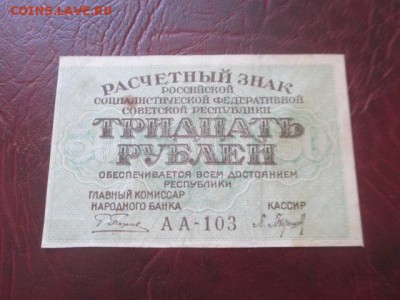 COINS.LAVE.RU
РАСЧЕТНЫЙ ЗНАК
РОССИЙСКОЙ
СОЦИАЛИСТИЧЕСКОЙ ФЕДЕРАТИВНОЙ
СОВЕТСКОЙ РЕСПУБЛИКИ
ТРИДЦАТЬ
РУБЛЕЙ
ОБЕСПЕЧИВАЕТСЯ ВСЕМ ДОСТОЯНИЕМ
РЕСПУБЛИКИ
ГЛАВНЫЙ КОМИССАР
НАРОДНОГО БАНКА
КАССИР
АА-103